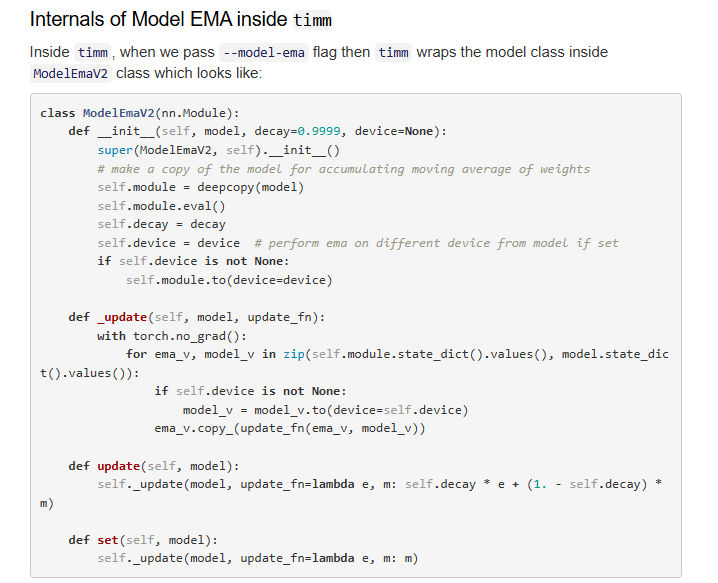 Internals of Model EMA inside timm
Inside timm, when we pass --model-ema flag then timm wraps the model class inside
ModelEmaV2 class which looks like:
class ModelEmaV2(nn.Module):
    def __init__(self, model, decay=0.9999, device=None):
        super(ModelEmaV2, self).__init__()
        # make a copy of the model for accumulating moving average of weights
        self.module = deepcopy(model)
        self.module.eval()
        self.decay = decay
        self.device = device  # perform ema on different device from model if set
        if self.device is not None:
            self.module.to(device=device)

    def _update(self, model, update_fn):
        with torch.no_grad():
            for ema_v, model_v in zip(self.module.state_dict().values(), model.state_dic
t().values()):
                if self.device is not None:
                    model_v = model_v.to(device=self.device)
                ema_v.copy_(update_fn(ema_v, model_v))

    def update(self, model):
        self._update(model, update_fn=lambda e, m: self.decay * e + (1. - self.decay) *
m)

    def set(self, model):
        self._update(model, update_fn=lambda e, m: m)